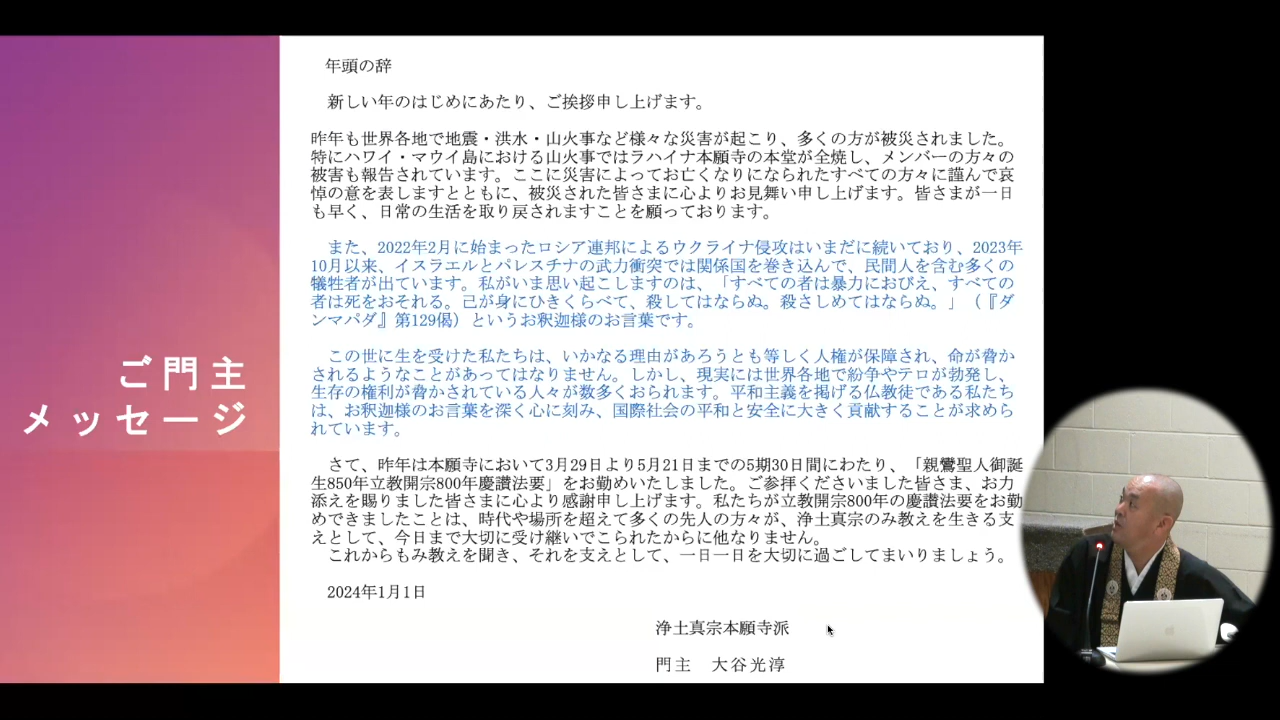 ご門主
メッセージ
年頭の辞
新しい年のはじめにあたり、ご挨拶申し上げます。
昨年も世界各地で地震・洪水・山火事など様々な災害が起こり、多くの方が被災されました。
特にハワイ・マウイ島における山火事ではラハイナ本願寺の本堂が全焼し、メンバーの方々の
被害も報告されています。ここに災害によってお亡くなりになられたすべての方々に謹んで哀
悼の意を表しますとともに、被災された皆さまに心よりお見舞い申し上げます。皆さまが一日
も早く、日常の生活を取り戻されますことを願っております。
また、2022年2月に始まったロシア連邦によるウクライナ侵攻はいまだに続いており、2023年
10月以来、イスラエルとパレスチナの武力衝突では関係国を巻き込んで、民間人を含む多くの
犠牲者が出ています。私がいま思い起こしますのは、「すべての者は暴力におびえ、すべての
者は死をおそれる。己が身にひきくらべて、殺してはならぬ。殺さしめてはならぬ。」（『ダ
ンマパダ』第129偈）というお釈迦様のお言葉です。
この世に生を受けた私たちは、いかなる理由があろうとも等しく人権が保障され、命が脅か
されるようなことがあってはなりません。しかし、現実には世界各地で紛争やテロが勃発し、
生存の権利が脅かされている人々が数多くおられます。平和主義を掲げる仏教徒である私たち
は、お釈迦様のお言葉を深く心に刻み、国際社会の平和と安全に大きく貢献することが求めら
れています。
さて、昨年は本願寺において3月29日より5月21日までの5期30日間にわたり、「親鸞聖人御誕
生850年立教開宗800年慶讃法要」をお勤めいたしました。ご参拝くださいました皆さま、お力
添えを賜りました皆さまに心より感謝申し上げます。私たちが立教開宗800年の慶讃法要をお勤
めできましたことは、時代や場所を超えて多くの先人の方々が、浄土真宗のみ教えを生きる支
えとして、今日まで大切に受け継いでこられたからに他なりません。
これからもみ教えを聞き、それを支えとして、一日一日を大切に過ごしてまいりましょう。
2024年1月1日
浄土真宗本願寺派
門主　大谷光淳